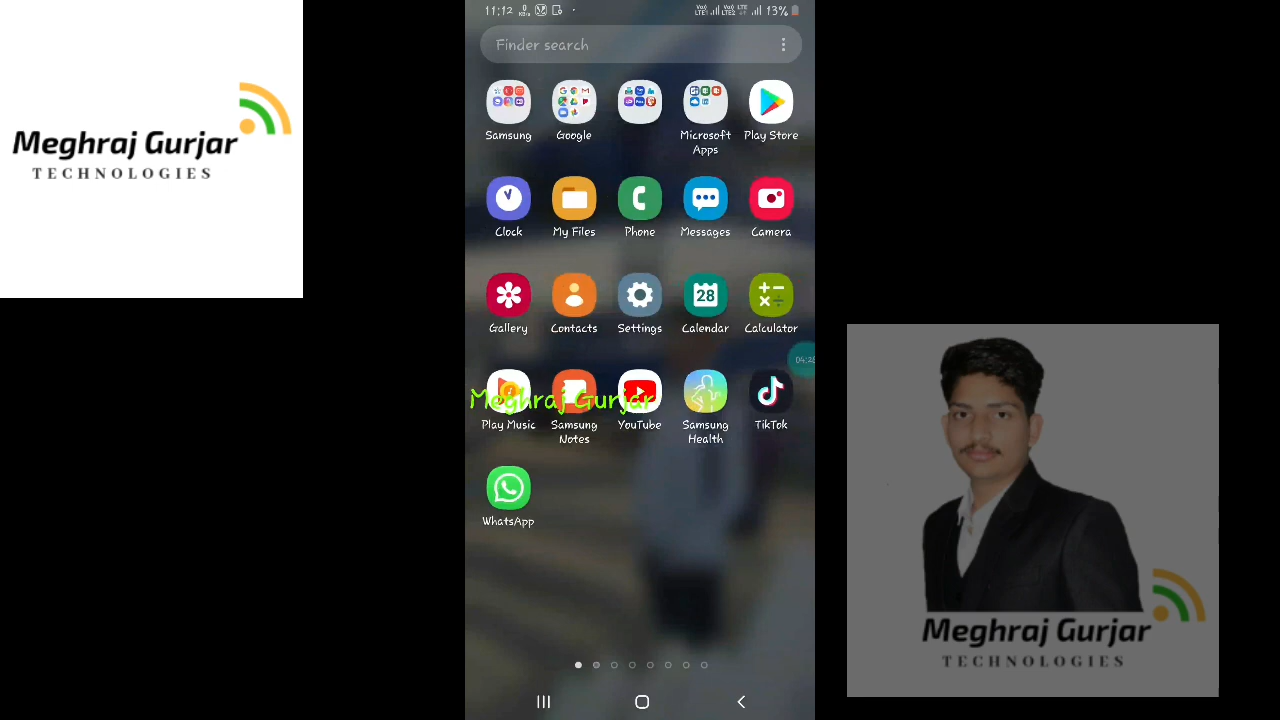 Meghraj Gurjar
TECHNOLOGIES
11:12
13%
Finder search
Samsung
Google
Microsoft Apps
Play Store
Clock
My Files
Phone
Messages
Camera
Gallery
Contacts
Settings
28
Calendar
Calculator
04:2
Meghraj Gurjar
Play Music
Samsung Notes
YouTube
Samsung Health
TikTok
WhatsApp
Meghraj Gurjar
TECHNOLOGIES